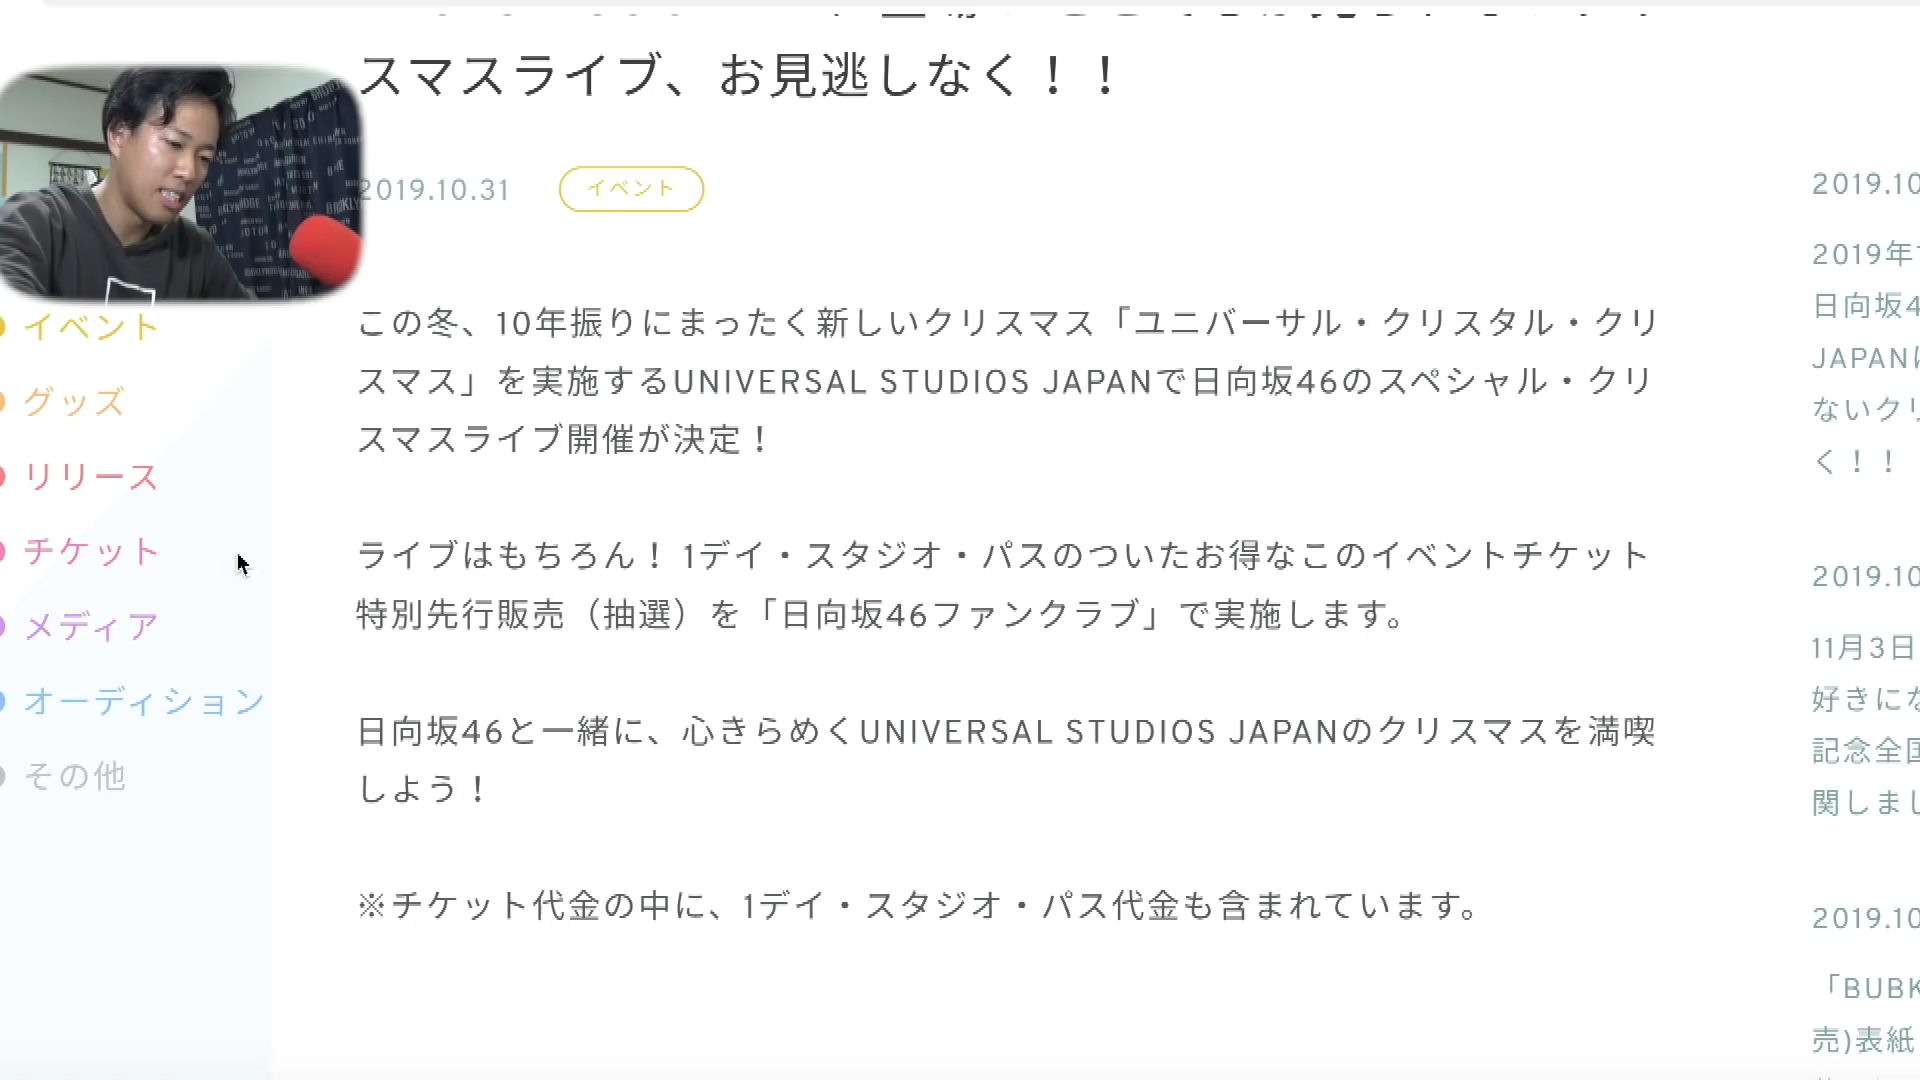 スマスライブ、お見逃しなく！！
2019.10.31
イベント
この冬、10年振りにまったく新しいクリスマス「ユニバーサル・クリスタル・クリ
スマス」を実施するUNIVERSAL STUDIOS JAPANで日向坂46のスペシャル・クリ
スマスライブ開催が決定！
ライブはもちろん！ 1デイ・スタジオ・パスのついたお得なこのイベントチケット
特別先行販売（抽選）を「日向坂46ファンクラブ」で実施します。
日向坂46と一緒に、心きらめくUNIVERSAL STUDIOS JAPANのクリスマスを満喫
しよう！
※チケット代金の中に、1デイ・スタジオ・パス代金も含まれています。
イベント
グッズ
リリース
チケット
メディア
オーディション
その他
2019.10
2019年
日向坂4
JAPAN
ないク
く！！
2019.10
11月3日
好きに
記念全
関しまし
2019.10
「BUBK
売)表紙